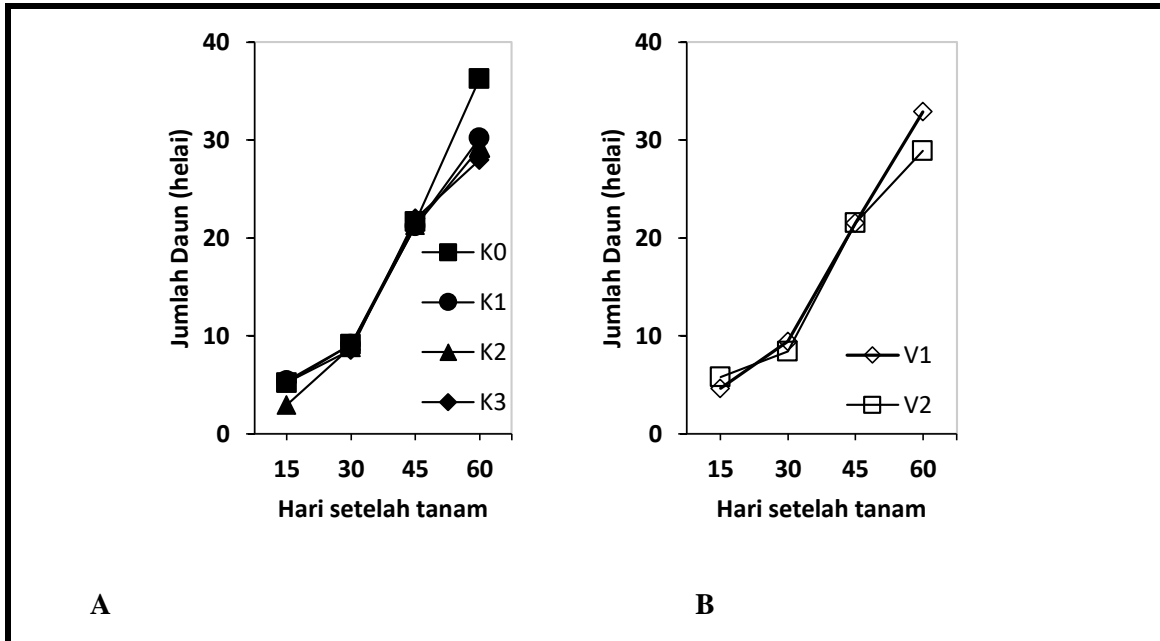 40
30
20
10
0
Jumlah Daun (helai)
15 30 45 60
Hari setelah tanam
K0
K1
K2
K3
A
40
30
20
10
0
Jumlah Daun (helai)
15 30 45 60
Hari setelah tanam
V1
V2
B